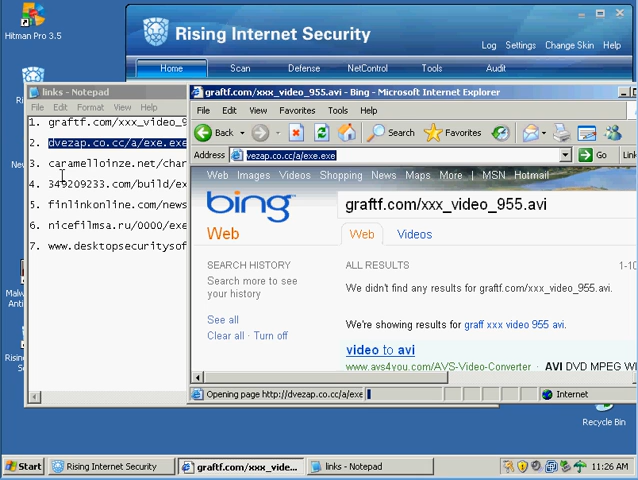 Hitman Pro 3.5
Rising Internet Security
Log Settings Change Skin Help
Home Scan Defense NetControl Tools Audit
links - Notepad
File Edit Format View Help
1. graftf.com/xxx_video_9
2. dvezap.co.cc/a/exe.exe
3. caramelloinze.net/char
4. 349209233.com/build/ex
5. finlinkonline.com/news
6. nicefilmsa.ru/0000/exe
7. www.desktopsecuritysof
graftf.com/xxx_video_955.avi - Bing - Microsoft Internet Explorer
File Edit View Favorites Tools Help
Back Search Favorites
Address vezap.co.cc/a/exe.exe Go Link
Web Images Videos Shopping News Maps More MSN Hotmail
bing
graftf.com/xxx_video_955.avi
Web
Web Videos
SEARCH HISTORY
Search more to see
your history
See all
Clear all · Turn off
ALL RESULTS 1-10
We didn't find any results for graftf.com/xxx_video_955.avi.
We're showing results for graff xxx video 955 avi.
video to avi
www.avs4you.com/AVS-Video-Converter · AVI DVD MPEG W
Opening page http://dvezap.co.cc/a/exe
Internet
Recycle Bin
Start
Rising Internet Security
graftf.com/xxx_vide...
links - Notepad
11:26 AM